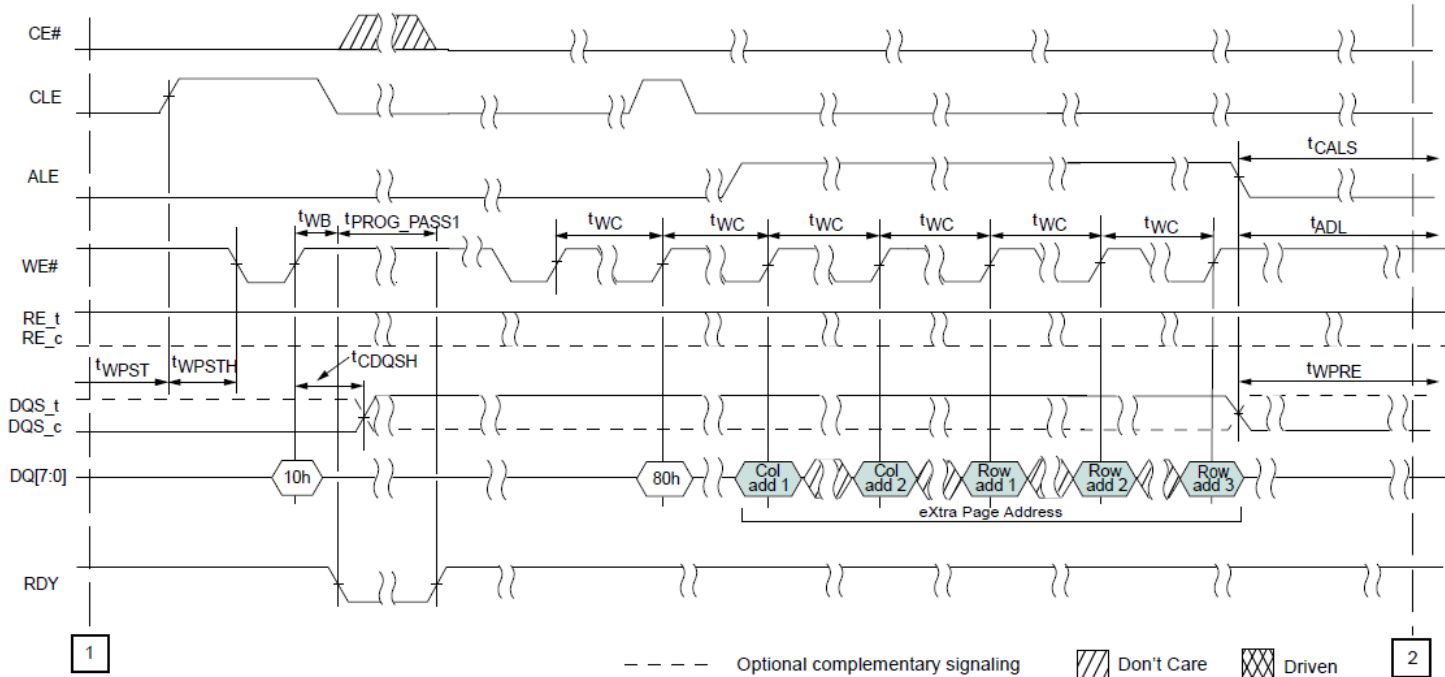 CE#
CLE
tCALS
ALE
tWB tPROG_PASS1 tWC tWC tWC tWC tWC tWC tADL
WE#
RE_t
RE_c
tWPST tWPSTH tCDQSH tWPRE
DQS_t
DQS_c
DQ[7:0] 10h 80h Col add 1 Col add 2 Row add 1 Row add 2 Row add 3
eXtra Page Address
RDY
1 Optional complementary signaling Don't Care Driven 2